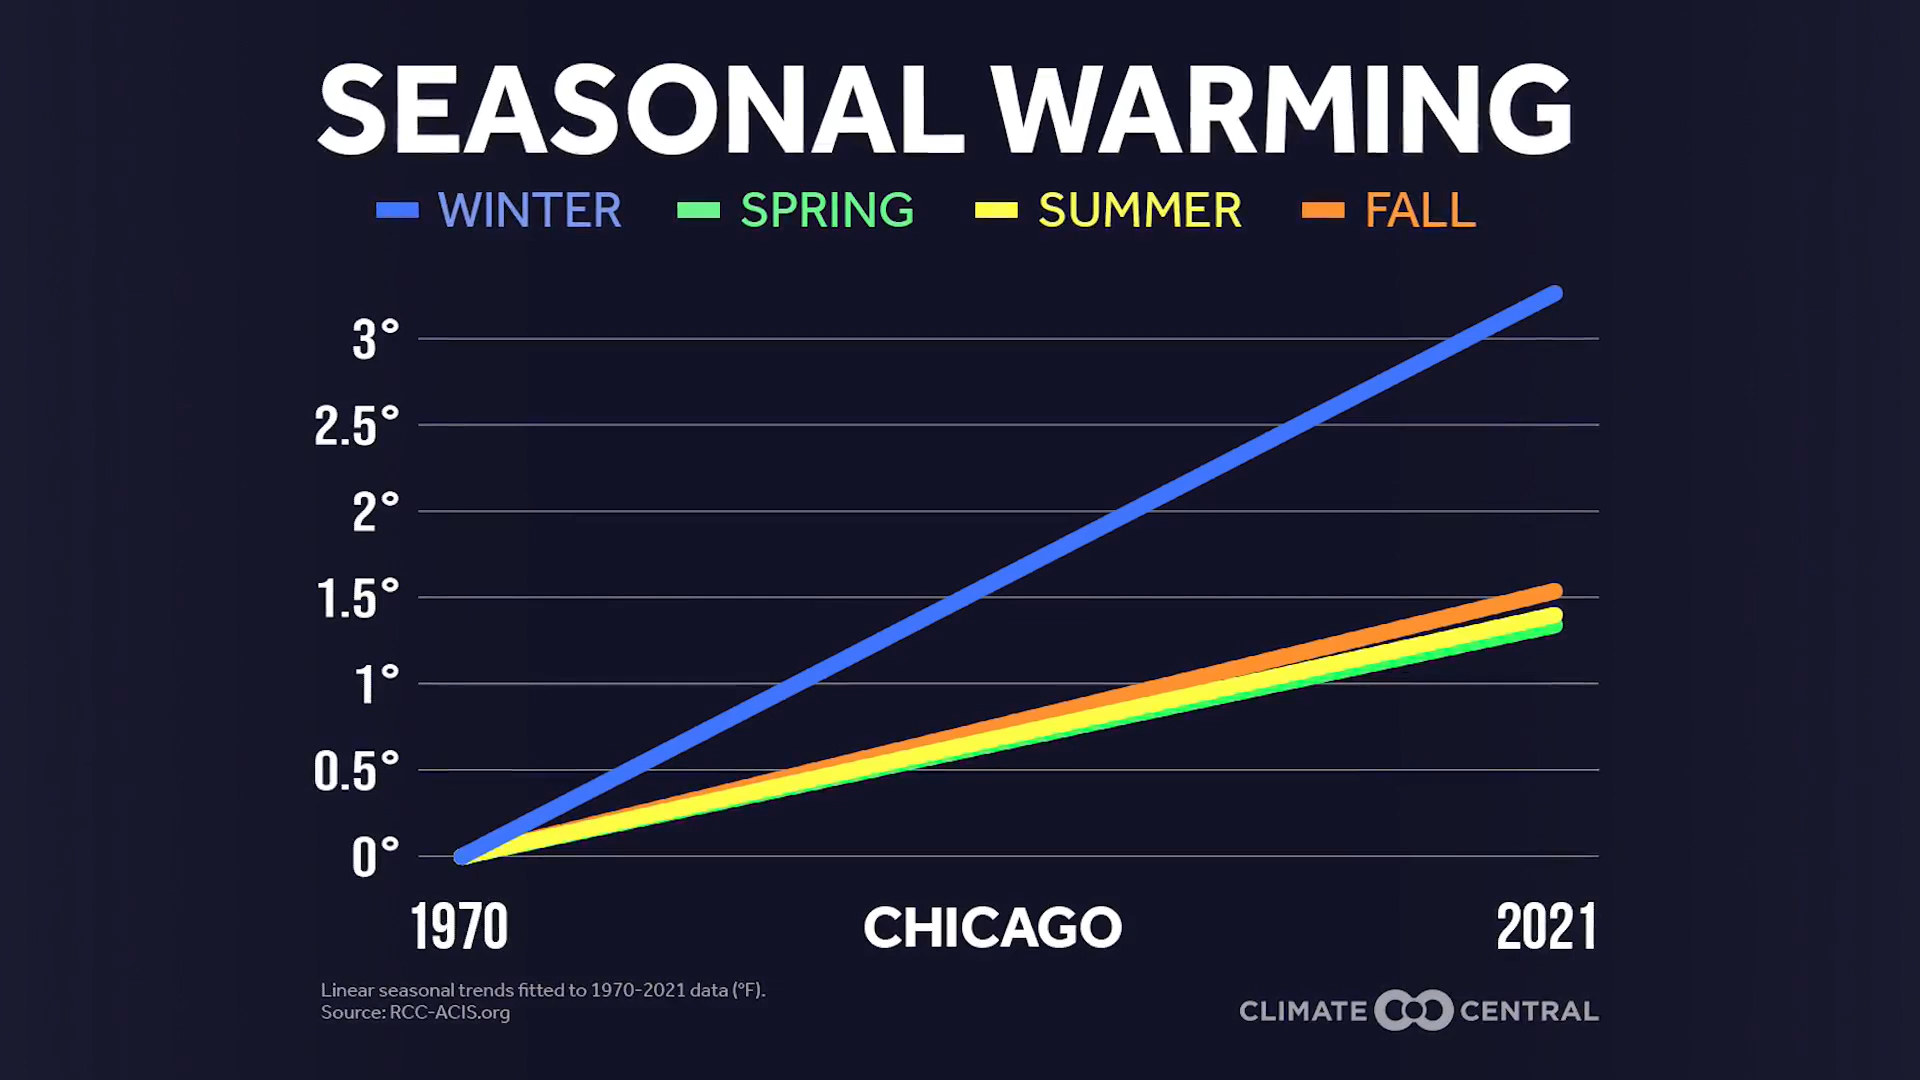 SEASONAL WARMING
WINTER SPRING SUMMER FALL
3°
2.5°
2°
1.5°
1°
0.5°
0°
1970 CHICAGO 2021
Linear seasonal trends fitted to 1970-2021 data (°F).
Source: RCC-ACIS.org
CLIMATE CENTRAL